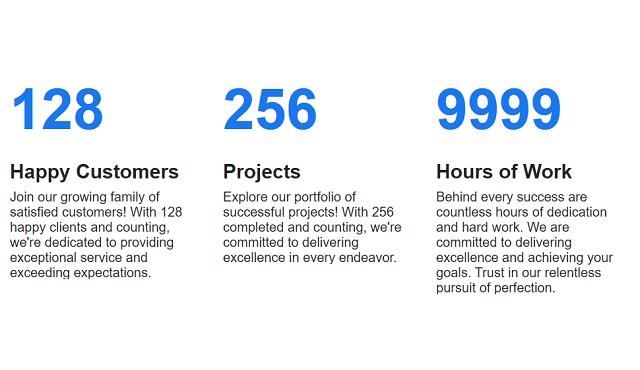 128
Happy Customers
Join our growing family of
satisfied customers! With 128
happy clients and counting,
we're dedicated to providing
exceptional service and
exceeding expectations.
256
Projects
Explore our portfolio of
successful projects! With 256
completed and counting, we're
committed to delivering
excellence in every endeavor.
9999
Hours of Work
Behind every success are
countless hours of dedication
and hard work. We are
committed to delivering
excellence and achieving your
goals. Trust in our relentless
pursuit of perfection.